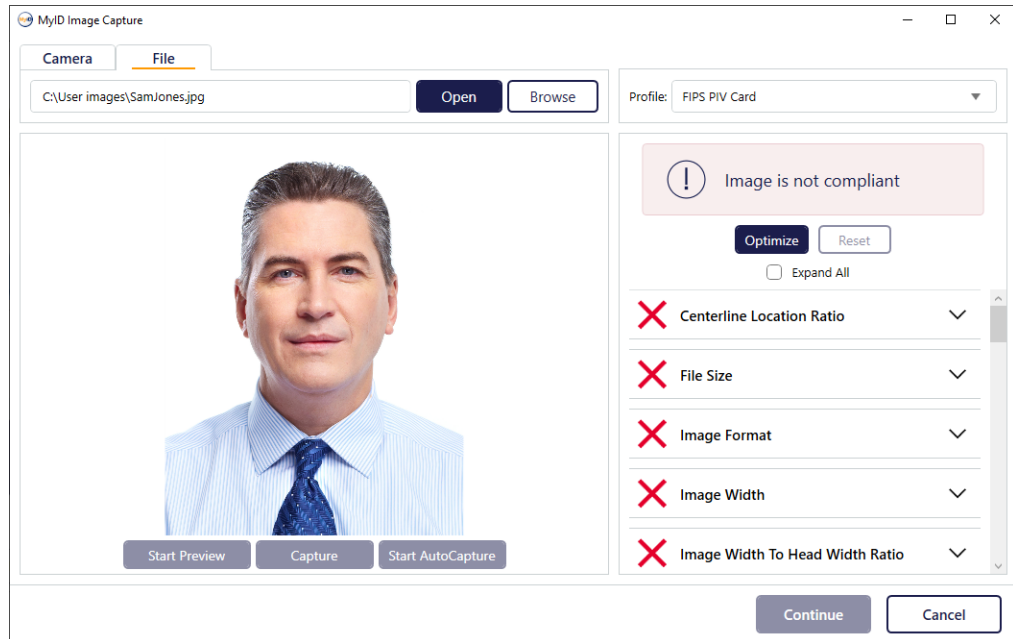 MyID Image Capture
Camera File
C:\User images\SamJones.jpg Open Browse
Profile: FIPS PIV Card
Image is not compliant
Optimize Reset
Expand All
Centerline Location Ratio
File Size
Image Format
Image Width
Image Width To Head Width Ratio
Start Preview Capture Start AutoCapture
Continue Cancel